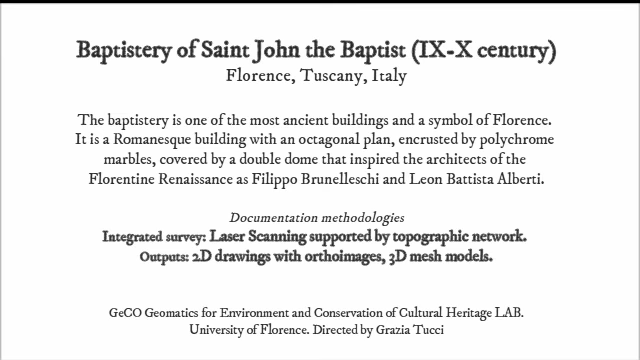 Baptistery of Saint John the Baptist (IX-X century)
Florence, Tuscany, Italy
The baptistery is one of the most ancient buildings and a symbol of Florence.
It is a Romanesque building with an octagonal plan, encrusted by polychrome
marbles, covered by a double dome that inspired the architects of the
Florentine Renaissance as Filippo Brunelleschi and Leon Battista Alberti.
Documentation methodologies
Integrated survey: Laser Scanning supported by topographic network.
Outputs: 2D drawings with orthoimages, 3D mesh models.
GeCO Geomatics for Environment and Conservation of Cultural Heritage LAB.
University of Florence. Directed by Grazia Tucci